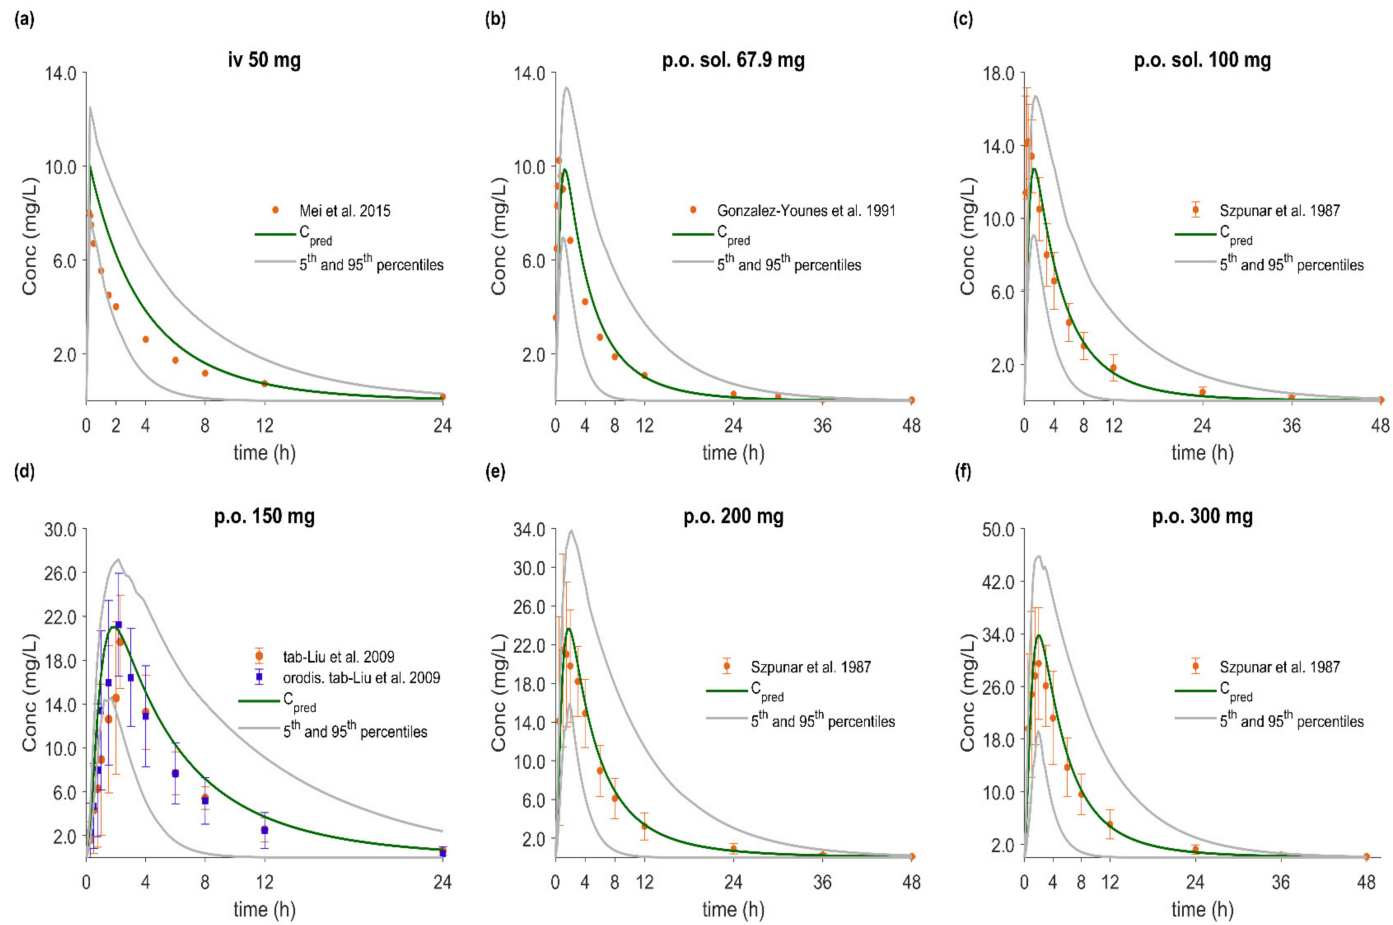 (a)
iv 50 mg
14.0
10.0
6.0
2.0
Conc (mg/L)
Mei et al. 2015
Cpred
5th and 95th percentiles
0 2 4 8 12 24
time (h)
(b)
p.o. sol. 67.9 mg
14.0
10.0
6.0
2.0
Conc (mg/L)
Gonzalez-Younes et al. 1991
Cpred
5th and 95th percentiles
0 4 8 12 24 36 48
time (h)
(c)
p.o. sol. 100 mg
18.0
14.0
10.0
6.0
2.0
Conc (mg/L)
Szpunar et al. 1987
Cpred
5th and 95th percentiles
0 4 8 12 24 36 48
time (h)
(d)
p.o. 150 mg
30.0
26.0
22.0
18.0
14.0
10.0
6.0
2.0
Conc (mg/L)
tab-Liu et al. 2009
orodis. tab-Liu et al. 2009
Cpred
5th and 95th percentiles
0 4 8 12 24
time (h)
(e)
p.o. 200 mg
34.0
30.0
26.0
22.0
18.0
14.0
10.0
6.0
2.0
Conc (mg/L)
Szpunar et al. 1987
Cpred
5th and 95th percentiles
0 4 8 12 24 36 48
time (h)
(f)
p.o. 300 mg
50.0
42.0
34.0
26.0
18.0
10.0
2.0
Conc (mg/L)
Szpunar et al. 1987
Cpred
5th and 95th percentiles
0 4 8 12 24 36 48
time (h)